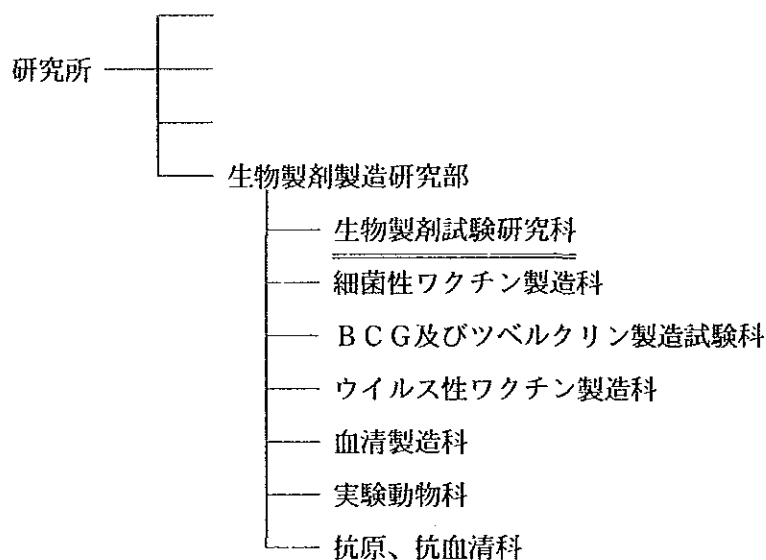 研究所
生物製剤製造研究部
生物製剤試験研究科
細菌性ワクチン製造科
ＢＣＧ及びツベルクリン製造試験科
ウイルス性ワクチン製造科
血清製造科
実験動物科
抗原、抗血清科